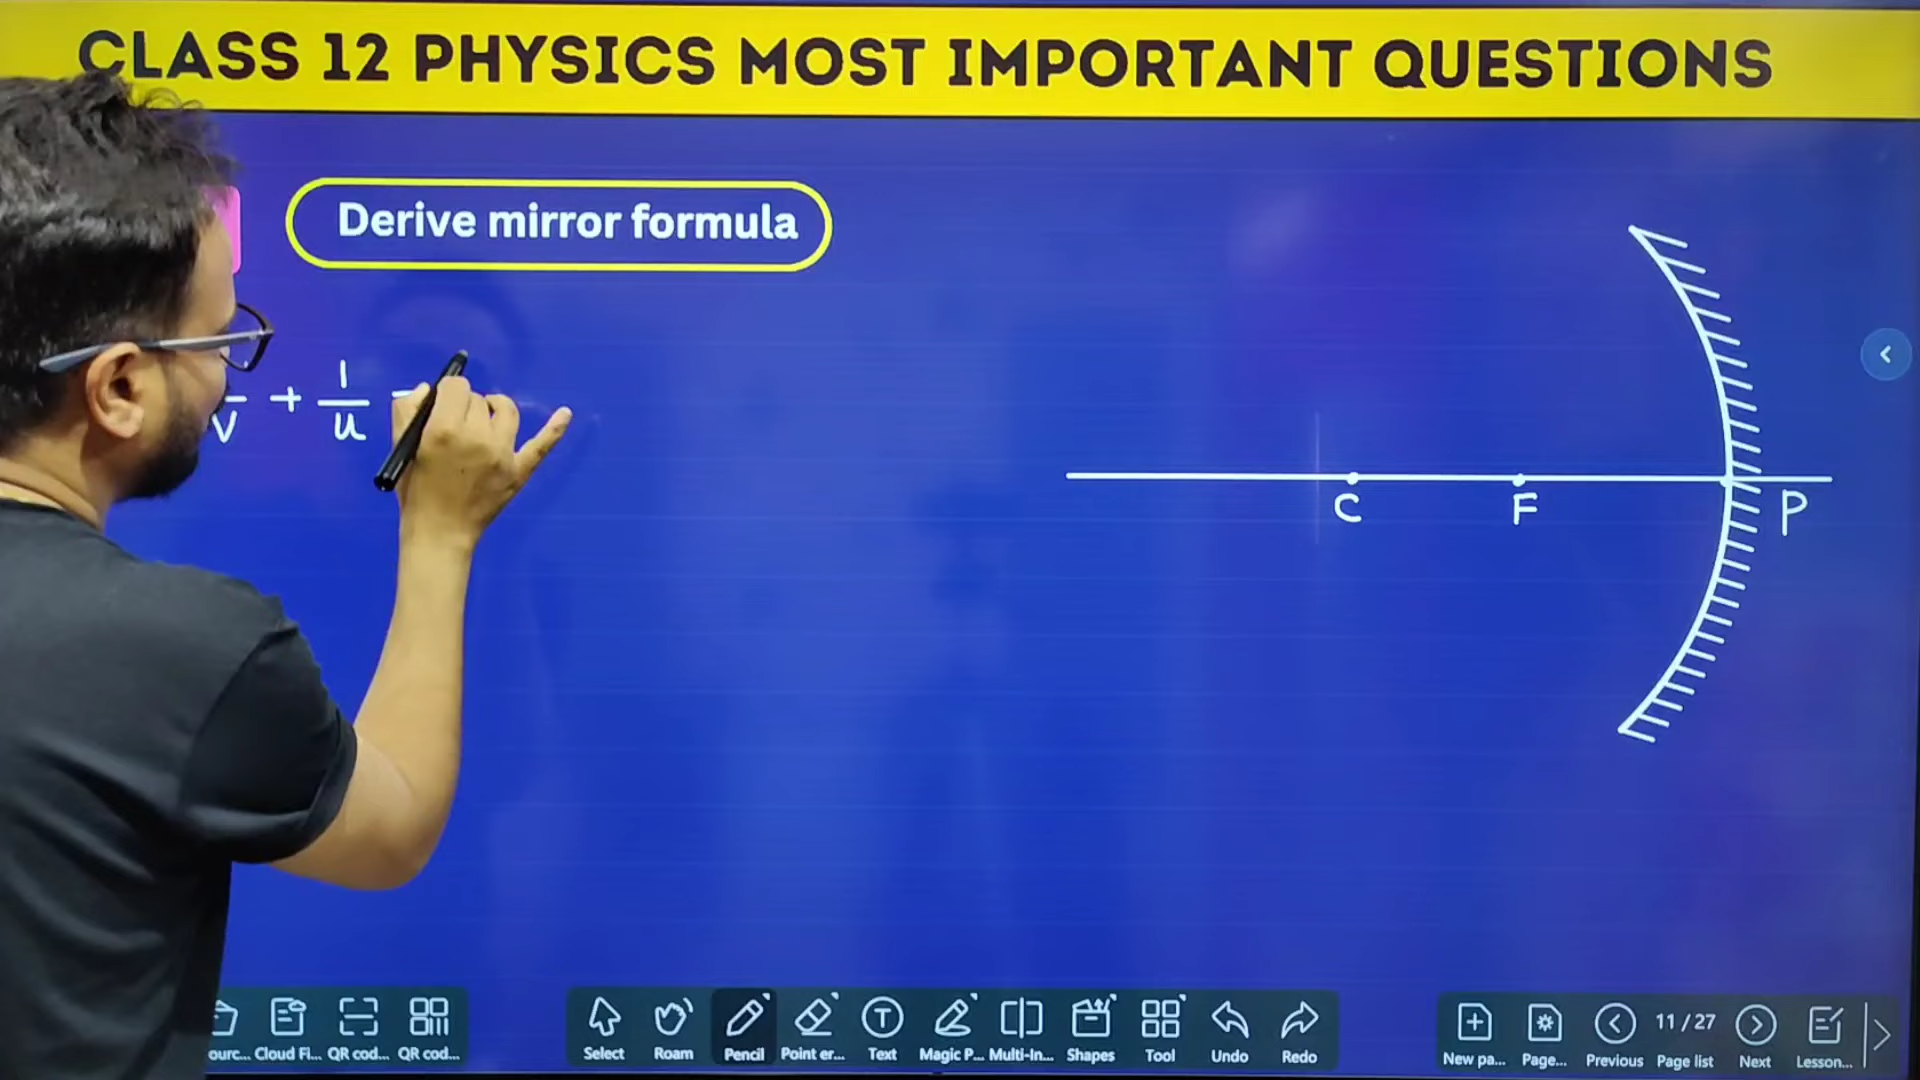 CLASS 12 PHYSICS MOST IMPORTANT QUESTIONS
Derive mirror formula
V + 1/u
C F P
ourc... Cloud Fi... QR cod... QR cod... Select Roam Pencil Point er... Text Magic P... Multi-In... Shapes Tool Undo Redo New pa... Page... Previous 11 / 27 Page list Next Lesson...